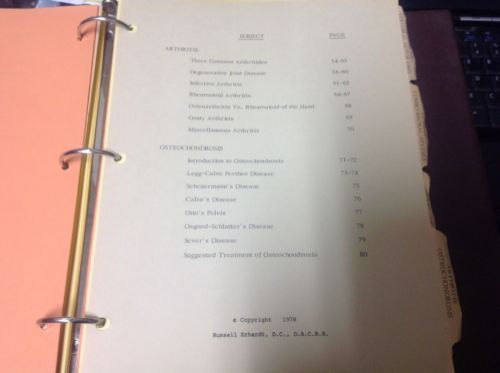 SUBJECT PAGE
ARTHRITIS
Three Common Arthritides 54-55
Degenerative Joint Disease 56-60
Infective Arthritis 61-63
Rheumatoid Arthritis 64-67
Osteoarthritis Vs. Rheumatoid of the Hand 68
Gouty Arthritis 69
Miscellaneous Arthritis 70
OSTEOCHONDROSIS
Introduction to Osteochondrosis 71-72
Legg-Calve Perthes Disease 73-74
Scheuermann's Disease 75
Calve's Disease 76
Otto's Pelvis 77
Osgood-Schlatter's Disease 78
Sever's Disease 79
Suggested Treatment of Osteochondrosis 80
© Copyright 1978
Russell Erhardt, D.C., D.A.C.B.R.
ARTHRITIS
OSTEOCHONDROSIS